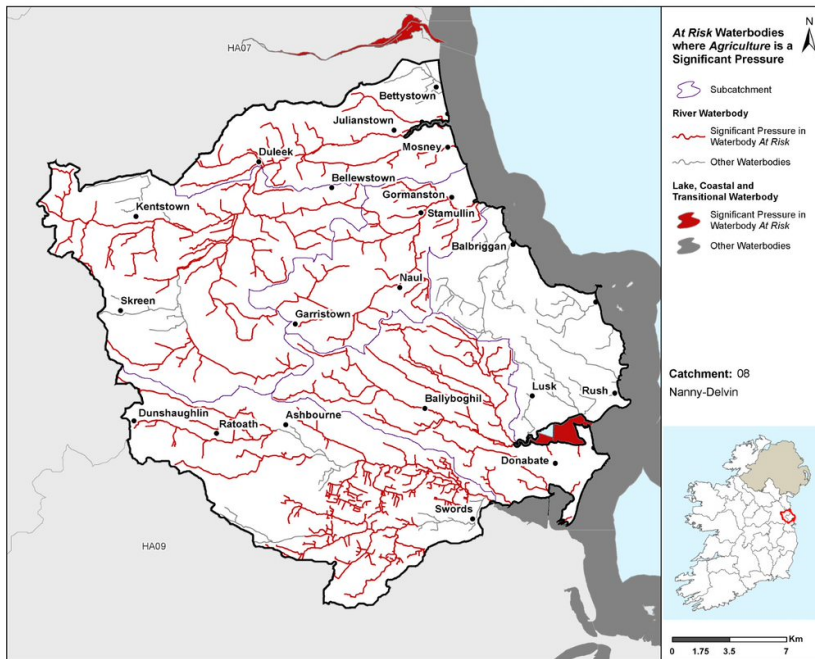 HA07
Bettystown
Julianstown
Mosney
Duleek
Bellewstown
Gormanston
Kentstown
Stamullin
Balbriggan
Naul
Skreen
Garristown
Lusk
Rush
Ballyboghil
Dunshaughlin
Ashbourne
Ratoath
Donabate
Swords
HA09
N
At Risk Waterbodies
where Agriculture is a
Significant Pressure
Subcatchment
River Waterbody
Significant Pressure in
Waterbody At Risk
Other Waterbodies
Lake, Coastal and
Transitional Waterbody
Significant Pressure in
Waterbody At Risk
Other Waterbodies
Catchment: 08
Nanny-Delvin
Km
0 1.75 3.5 7